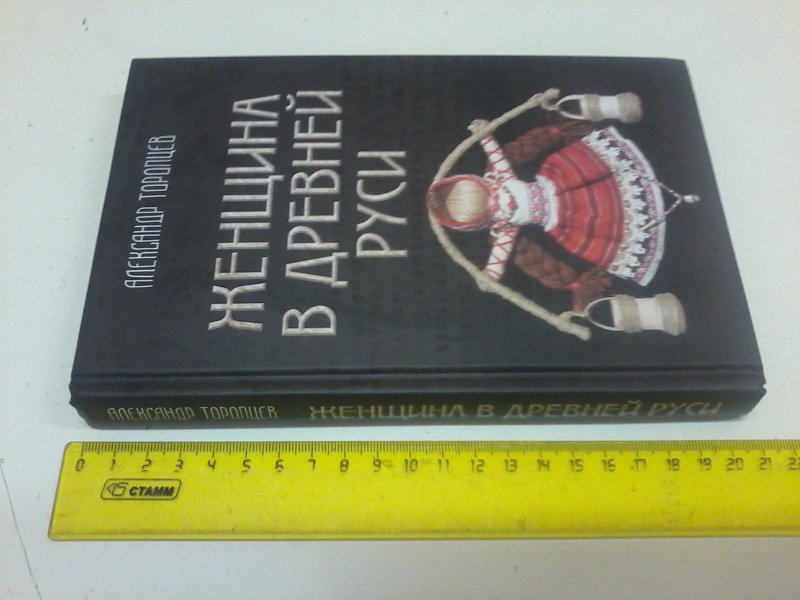 АЛЕКСАНДР ТОРОПЦЕВ
ЖЕНЩИНА
В ДРЕВНЕЙ
РУСИ
АЛЕКСАНДР ТОРОПЦЕВ ЖЕНЩИНА В ДРЕВНЕЙ РУСИ
0 1 2 3 4 5 6 7 8 9 10 11 12 13 14 15 16 17 18 19 20 21 22
СТАММ